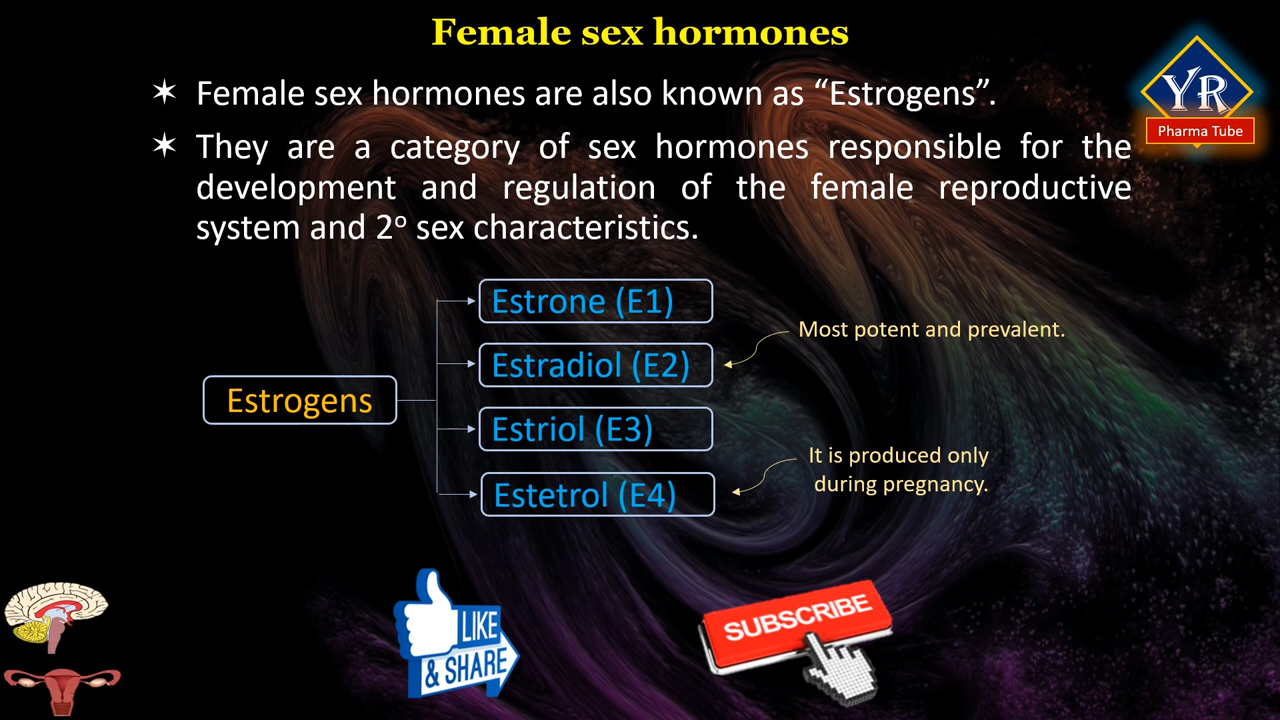 Female sex hormones
YR
Pharma Tube
✶ Female sex hormones are also known as “Estrogens”.
✶ They are a category of sex hormones responsible for the
development and regulation of the female reproductive
system and 2º sex characteristics.
Estrogens
Estrone (E1)
Estradiol (E2)
Most potent and prevalent.
Estriol (E3)
Estetrol (E4)
It is produced only
during pregnancy.
LIKE
& SHARE
SUBSCRIBE